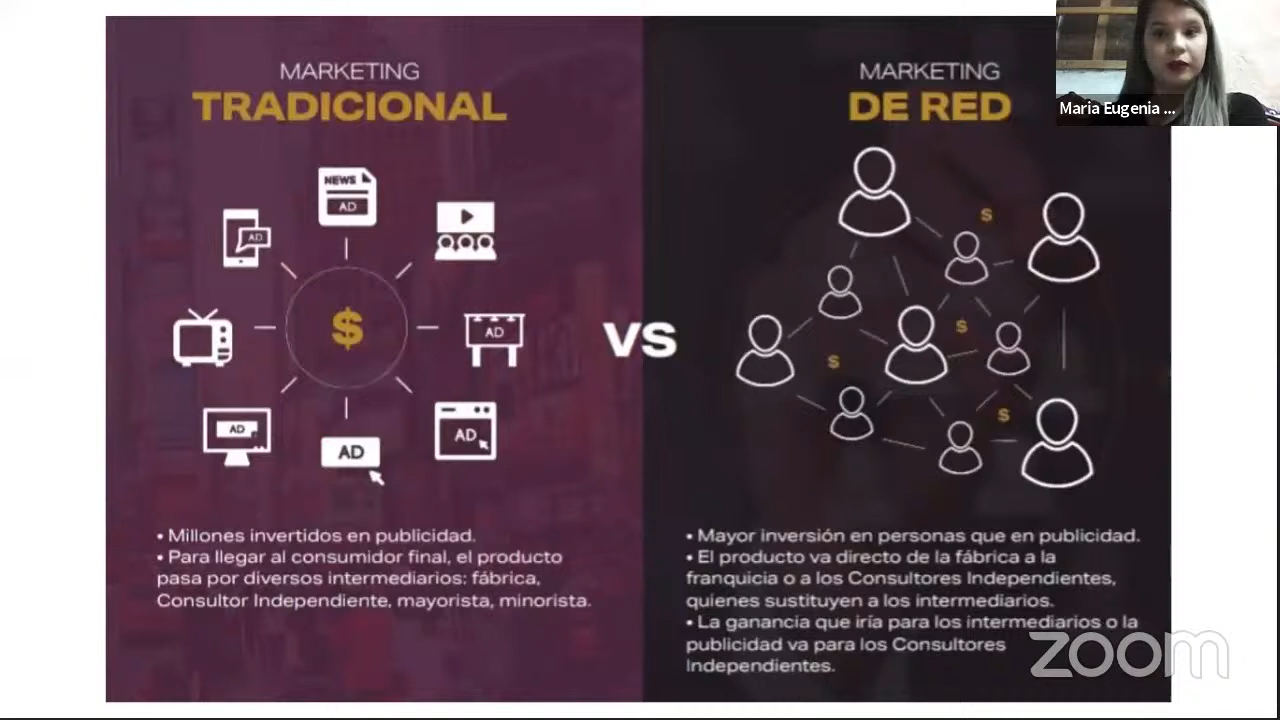 MARKETING
TRADICIONAL
NEWS
AD
AD
AD
AD
AD
AD
$
• Millones invertidos en publicidad.
• Para llegar al consumidor final, el producto
pasa por diversos intermediarios: fábrica,
Consultor Independiente, mayorista, minorista.
VS
MARKETING
DE RED
$
$
$
$
• Mayor inversión en personas que en publicidad.
• El producto va directo de la fábrica a la
franquicia o a los Consultores Independientes,
quienes sustituyen a los intermediarios.
• La ganancia que iría para los intermediarios o la
publicidad va para los Consultores
Independientes.
Maria Eugenia ...
zoom